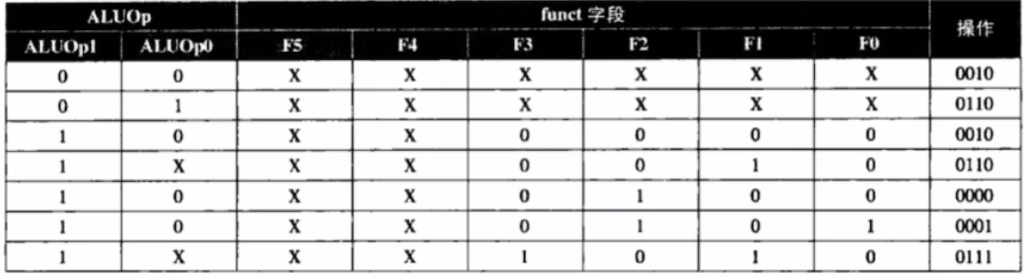 ALUOp funct 字段 操作
ALUOp1 ALUOp0 F5 F4 F3 F2 F1 F0
0 0 X X X X X X 0010
0 1 X X X X X X 0110
1 0 X X 0 0 0 0 0010
1 X X X 0 0 1 0 0110
1 0 X X 0 1 0 0 0000
1 0 X X 0 1 0 1 0001
1 X X X 1 0 1 0 0111